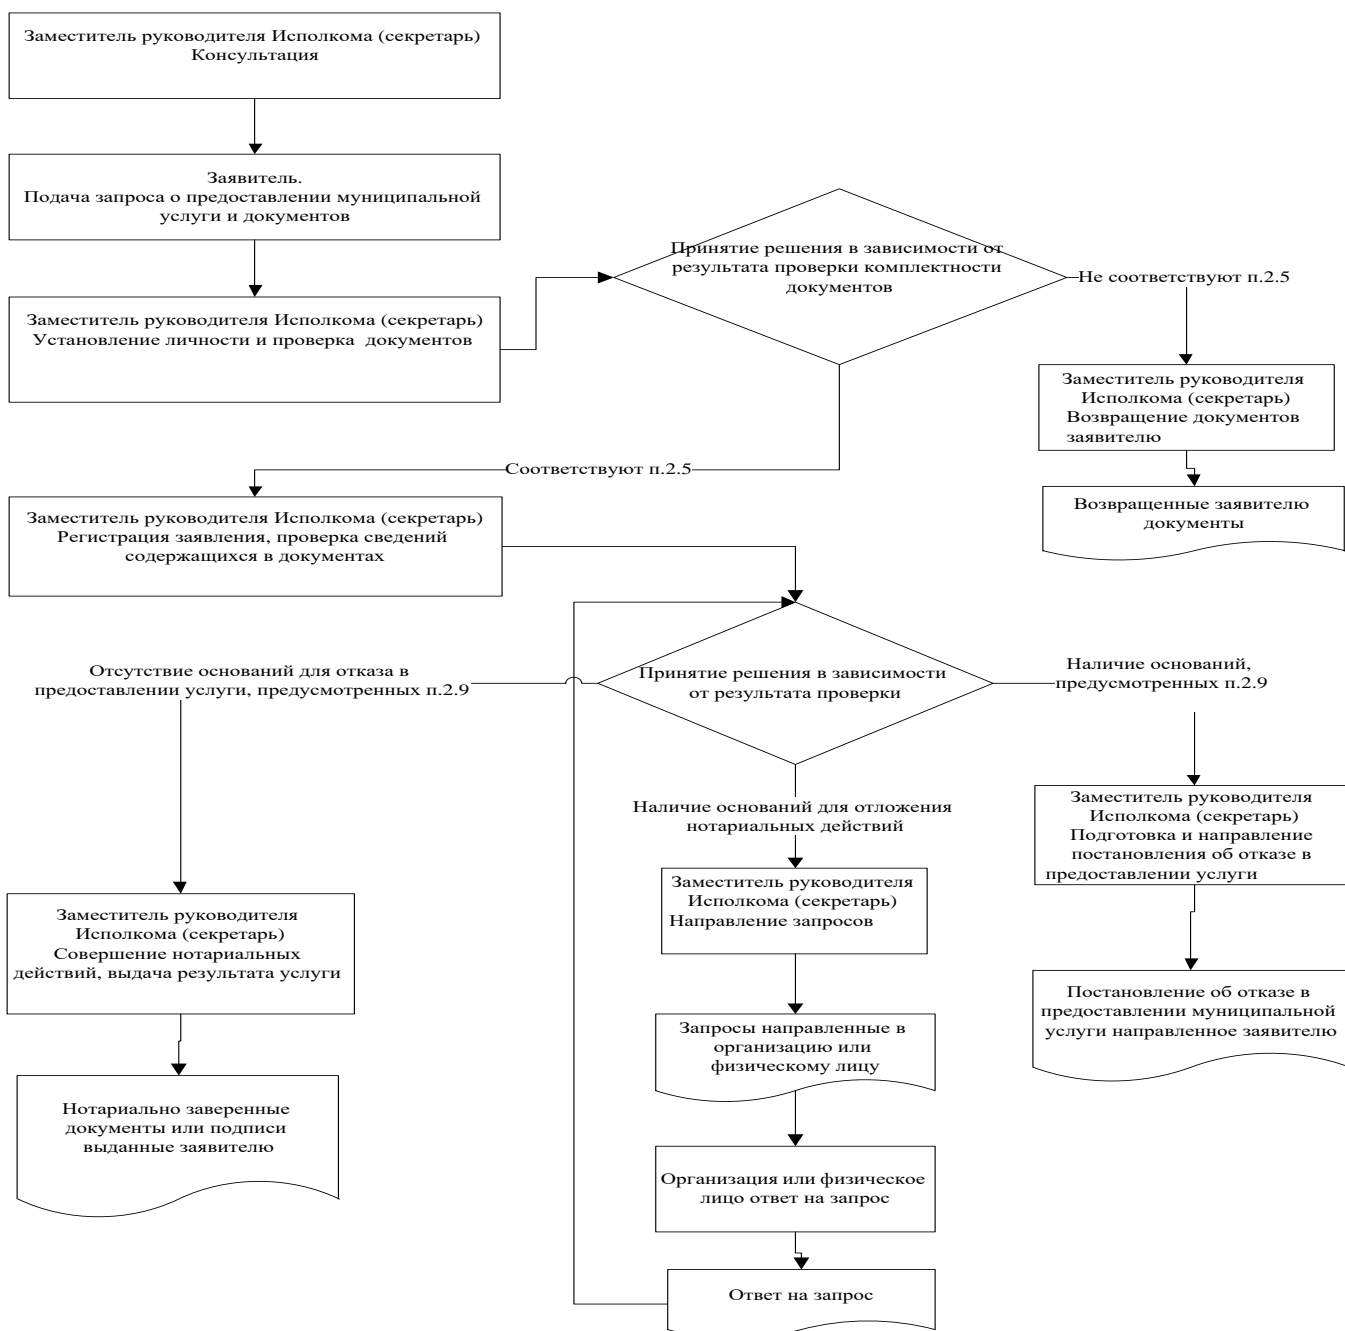 Заместитель руководителя Исполкома (секретарь)
Консультация
Заявитель.
Подача запроса о предоставлении муниципальной
услуги и документов
Заместитель руководителя Исполкома (секретарь)
Установление личности и проверка документов
Принятие решения в зависимости от
результата проверки комплектности
документов
Не соответствуют п.2.5
Заместитель руководителя
Исполкома (секретарь)
Возвращение документов
заявителю
Возвращенные заявителю
документы
Соответствуют п.2.5
Заместитель руководителя Исполкома (секретарь)
Регистрация заявления, проверка сведений
содержащихся в документах
Принятие решения в зависимости
от результата проверки
Отсутствие оснований для отказа в
предоставлении услуги, предусмотренных п.2.9
Наличие оснований,
предусмотренных п.2.9
Наличие оснований для отложения
нотариальных действий
Заместитель руководителя
Исполкома (секретарь)
Совершение нотариальных
действий, выдача результата услуги
Нотариально заверенные
документы или подписи
выданные заявителю
Заместитель руководителя
Исполкома (секретарь)
Направление запросов
Запросы направленные в
организацию или
физическому лицу
Организация или физическое
лицо ответ на запрос
Ответ на запрос
Заместитель руководителя
Исполкома (секретарь)
Подготовка и направление
постановления об отказе в
предоставлении услуги
Постановление об отказе в
предоставлении муниципальной
услуги направленное заявителю